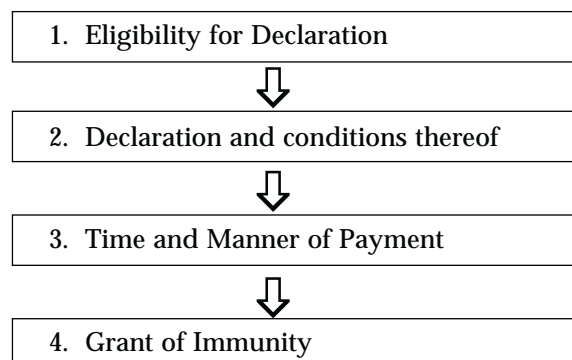 1. Eligibility for Declaration
2. Declaration and conditions thereof
3. Time and Manner of Payment
4. Grant of Immunity